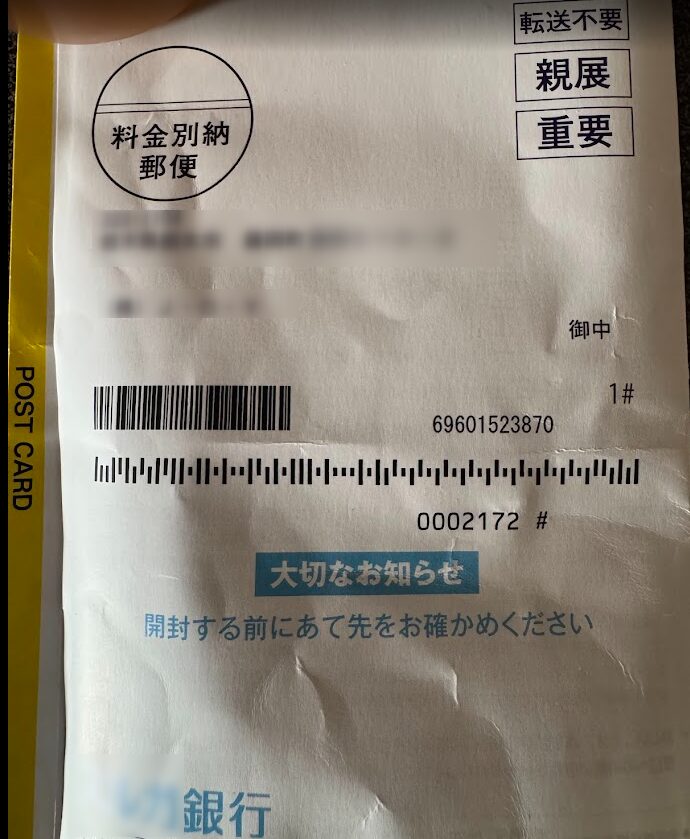 転送不要
親展
重要
料金別納
郵便
御中
1#
69601523870
POST CARD
0002172 #
大切なお知らせ
開封する前にあて先をお確かめください
銀行